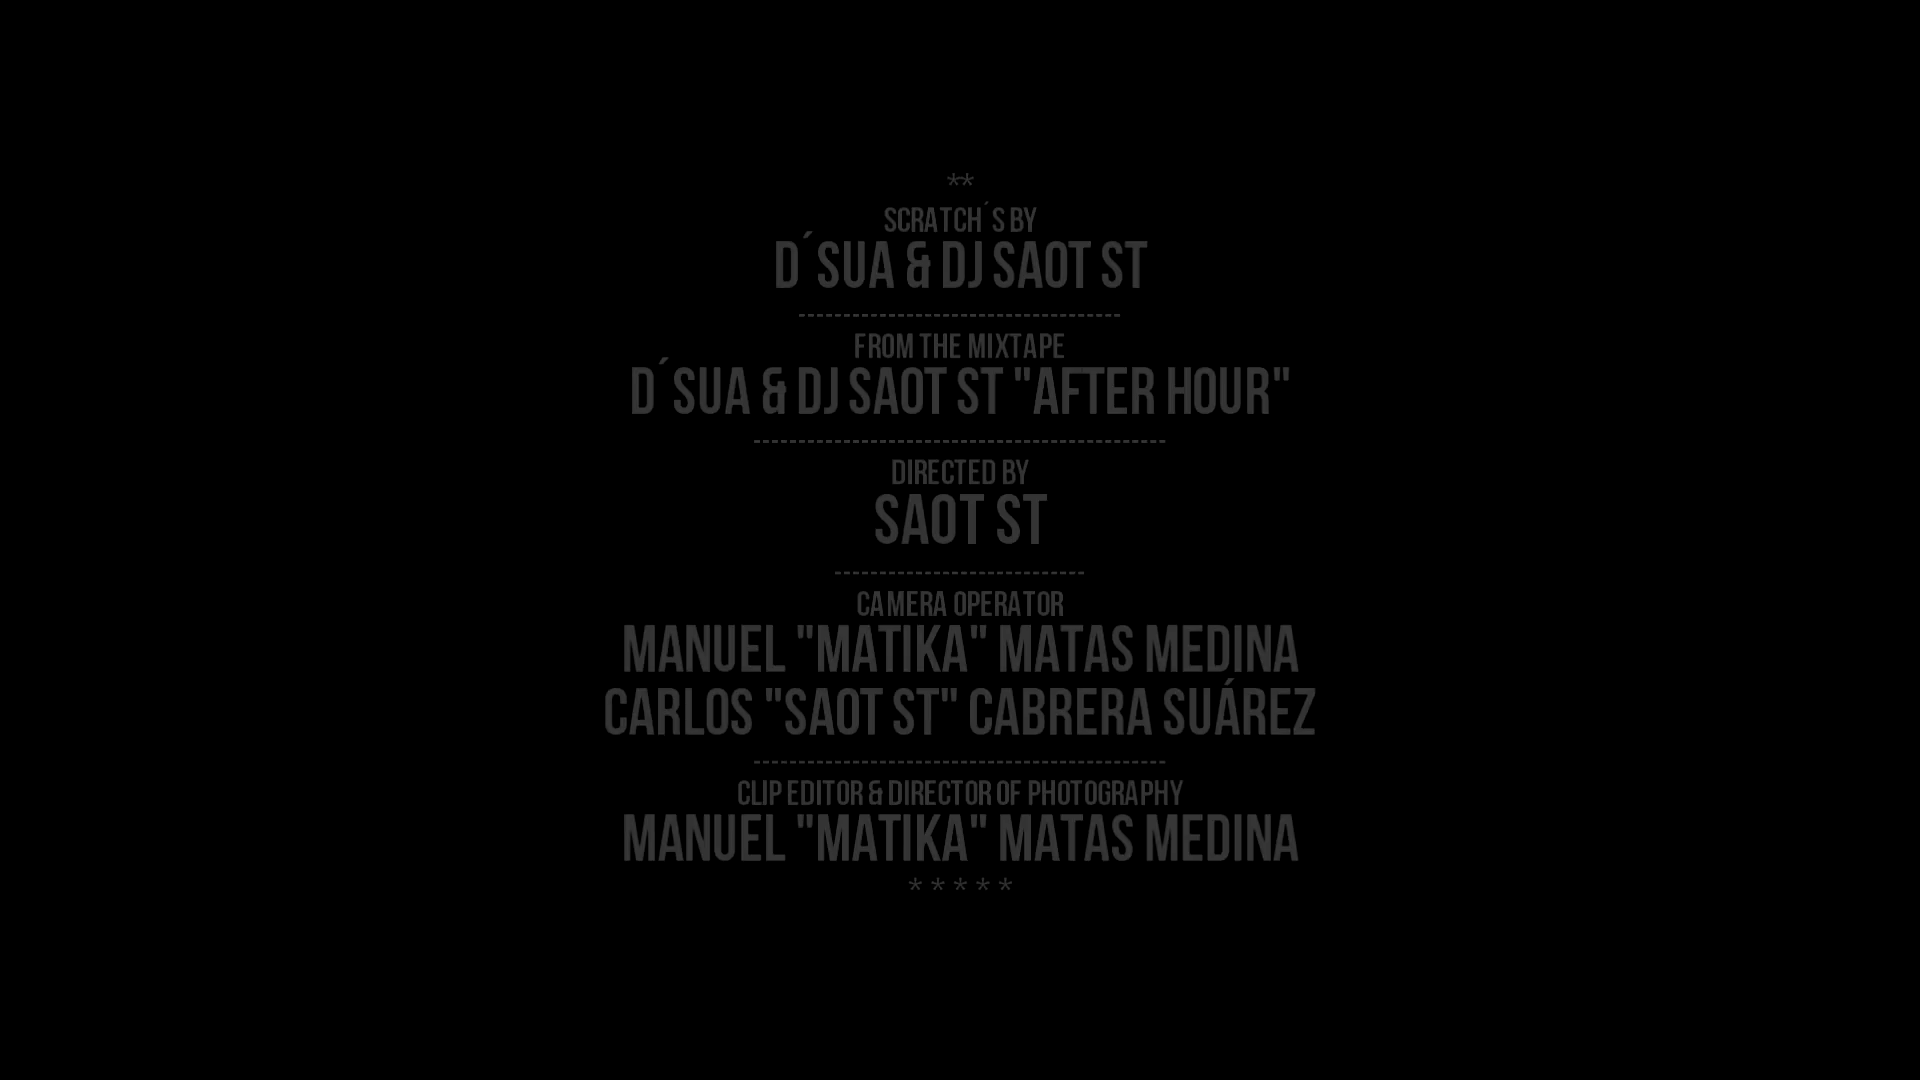 **
SCRATCH´S BY
D´SUA & DJ SAOT ST
------------------------------------
FROM THE MIXTAPE
D´SUA & DJ SAOT ST "AFTER HOUR"
----------------------------------------------
DIRECTED BY
SAOT ST
----------------------------
CAMERA OPERATOR
MANUEL "MATIKA" MATAS MEDINA
CARLOS "SAOT ST" CABRERA SUÁREZ
----------------------------------------------
CLIP EDITOR & DIRECTOR OF PHOTOGRAPHY
MANUEL "MATIKA" MATAS MEDINA
* * * * *